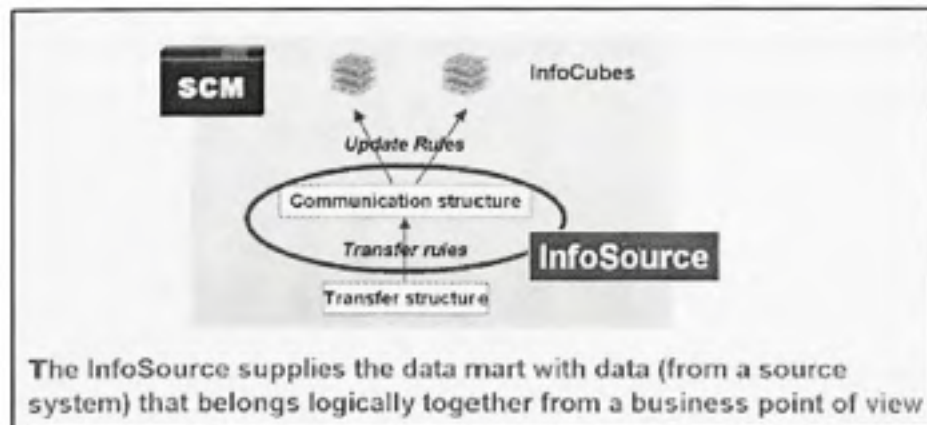 SCM
InfoCubes
Update Rules
Communication structure
Transfer rules
InfoSource
Transfer structure
The InfoSource supplies the data mart with data (from a source
system) that belongs logically together from a business point of view